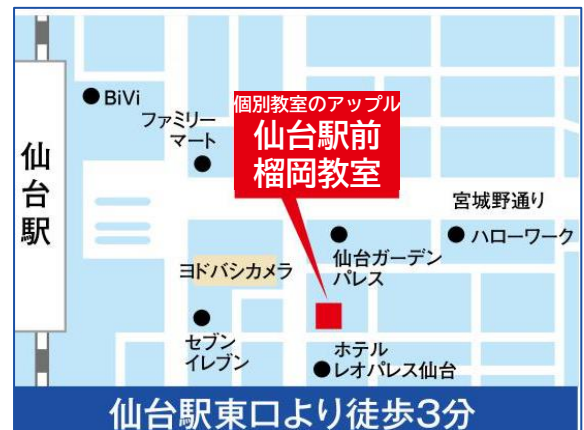 BiVi
ファミリー
マート
個別教室のアップル
仙台駅前
榴岡教室
仙台駅
宮城野通り
ハローワーク
仙台ガーデン
パレス
ヨドバシカメラ
セブン
イレブン
ホテル
レオパレス仙台
仙台駅東口より徒歩3分